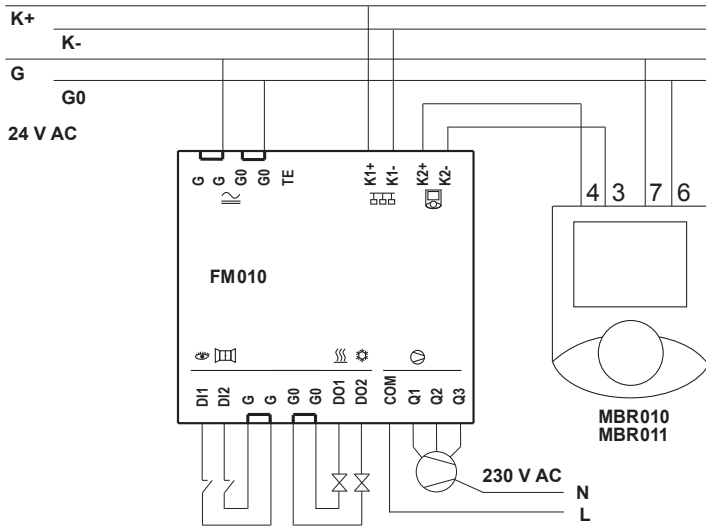 K+
K-
G
G0
24 V AC
G
G
G0
G0
TE
K1+
K1-
K2+
K2-
4 3 7 6
FM010
DI1
DI2
G
G
G0
G0
DO1
DO2
COM
Q1
Q2
Q3
MBR010
MBR011
230 V AC
N
L